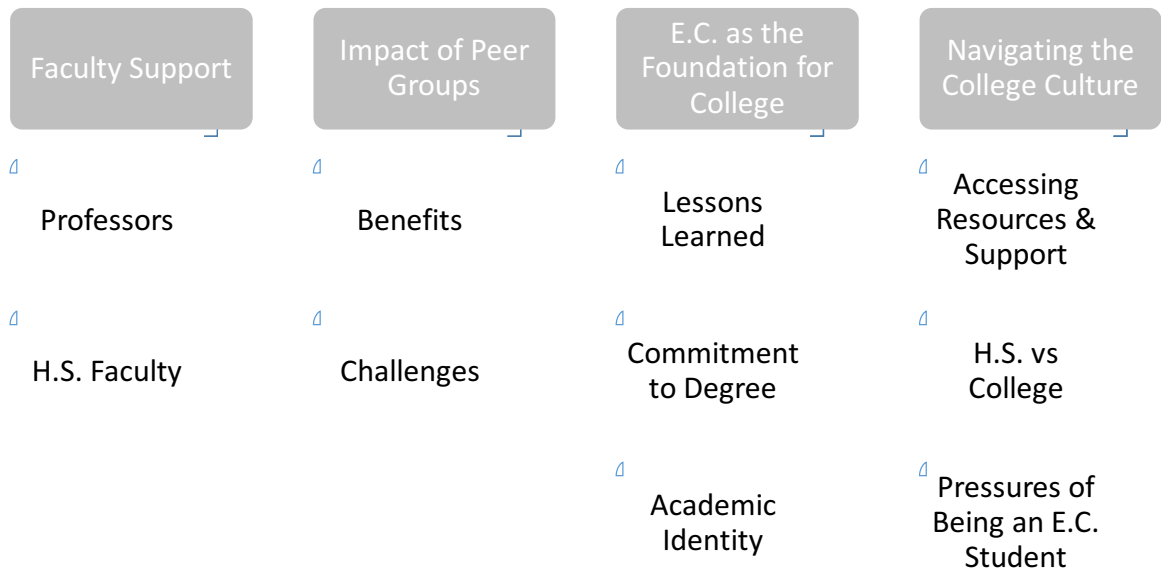 Faculty Support
Impact of Peer
Groups
E.C. as the
Foundation for
College
Navigating the
College Culture
Professors
Benefits
Lessons
Learned
Accessing
Resources &
Support
H.S. Faculty
Challenges
Commitment
to Degree
H.S. vs
College
Academic
Identity
Pressures of
Being an E.C.
Student